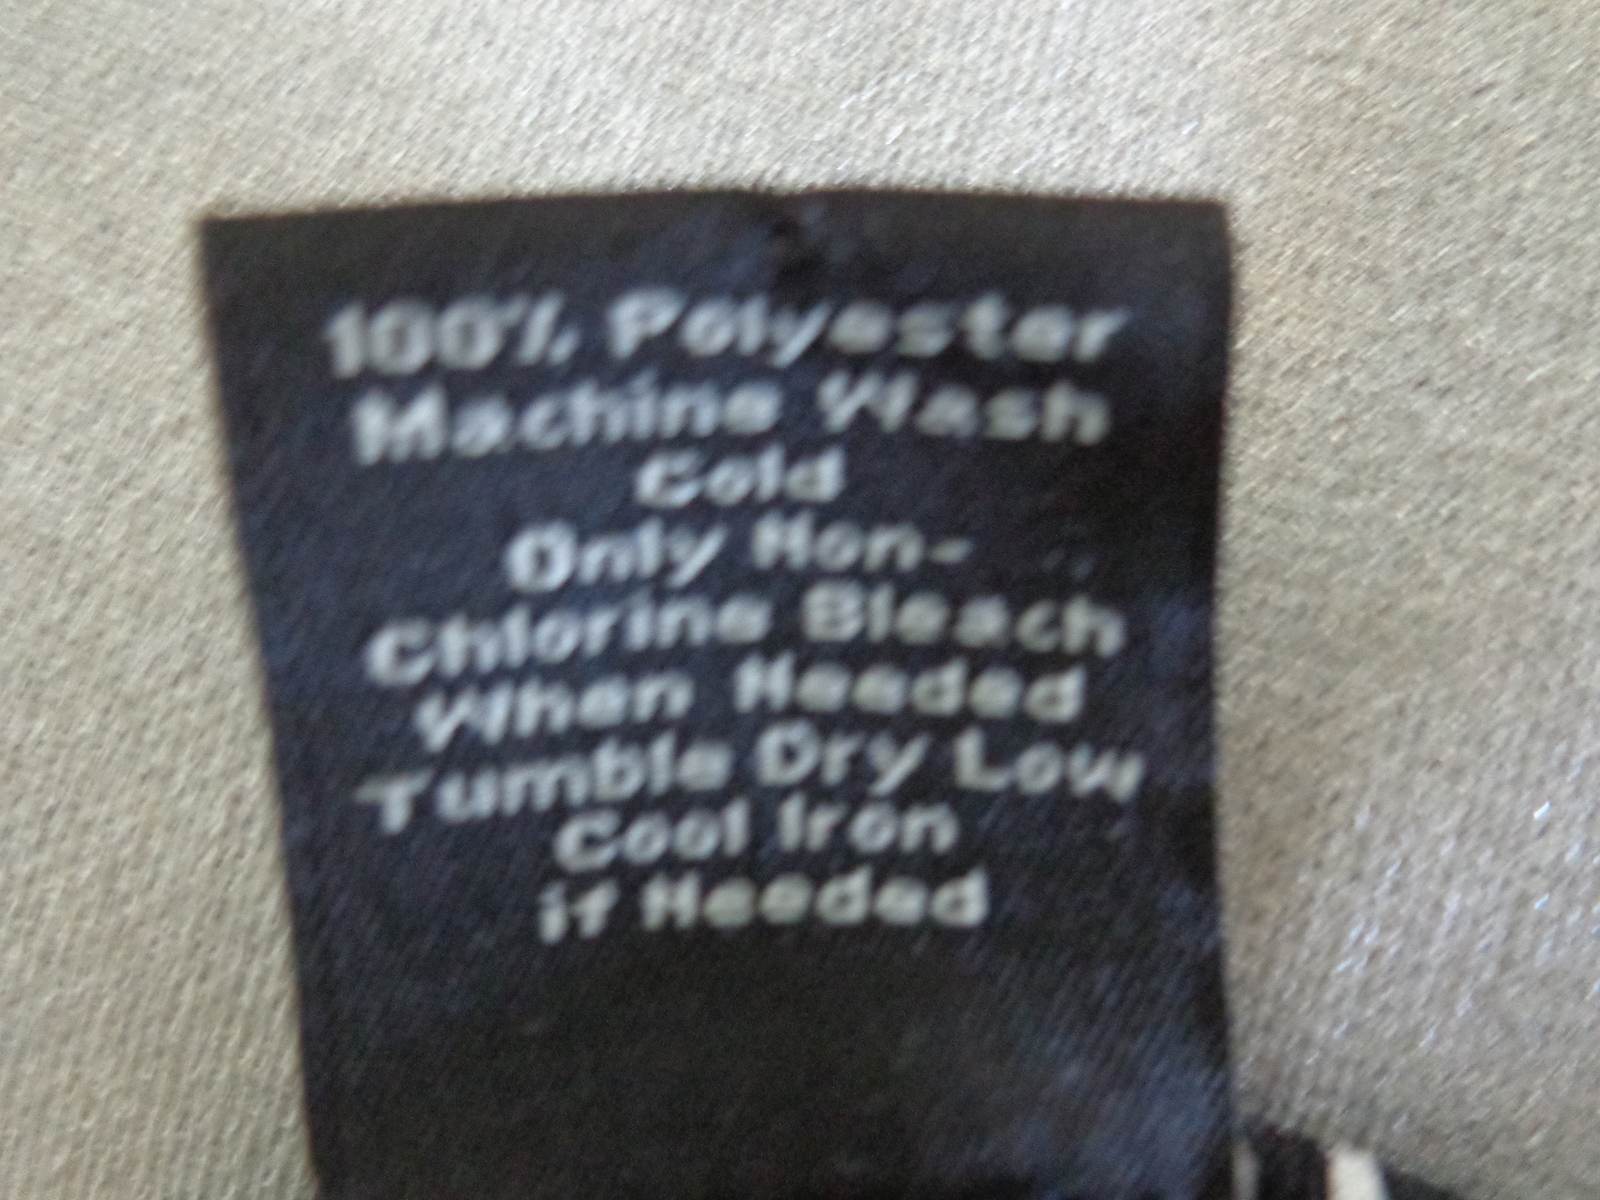 100% Polyester
Machine Wash
Cold
Only Non-
Chlorine Bleach
When Needed
Tumble Dry Low
Cool Iron
if Needed